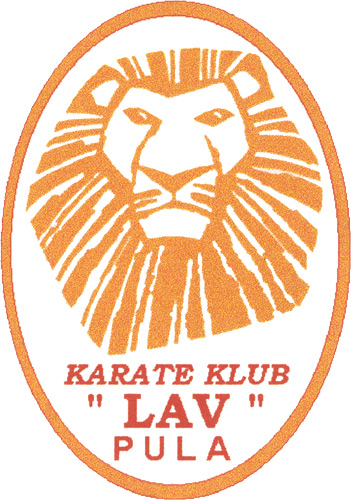 KARATE KLUB
" LAV "
PULA